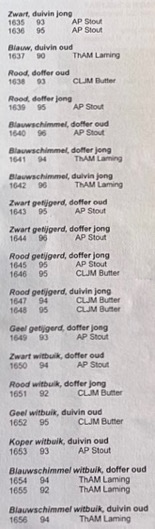 Zwart, duivin jong
1635 93 AP Stout
1636 95 AP Stout
Blauw, duivin oud
1637 90 ThAM Laming
Rood, doffer oud
1638 93 CLJM Butter
Rood, doffer jong
1639 95 AP Stout
Blauwschimmel, doffer oud
1640 96 AP Stout
Blauwschimmel, doffer jong
1641 94 ThAM Laming
Blauwschimmel, duivin jong
1642 96 ThAM Laming
Zwart getijgerd, doffer oud
1643 95 AP Stout
Zwart getijgerd, doffer jong
1644 96 AP Stout
Rood getijgerd, doffer jong
1645 95 AP Stout
1646 95 CLJM Butter
Rood getijgerd, duivin jong
1647 94 CLJM Butter
1648 95 CLJM Butter
Geel getijgerd, doffer jong
1649 93 AP Stout
Zwart witbuik, doffer oud
1650 94 AP Stout
Rood witbuik, doffer jong
1651 92 CLJM Butter
Geel witbuik, duivin oud
1652 95 CLJM Butter
Koper witbuik, duivin oud
1653 93 AP Stout
Blauwschimmel witbuik, doffer oud
1654 94 ThAM Laming
1655 92 ThAM Laming
Blauwschimmel witbuik, duivin oud
1656 94 ThAM Laming